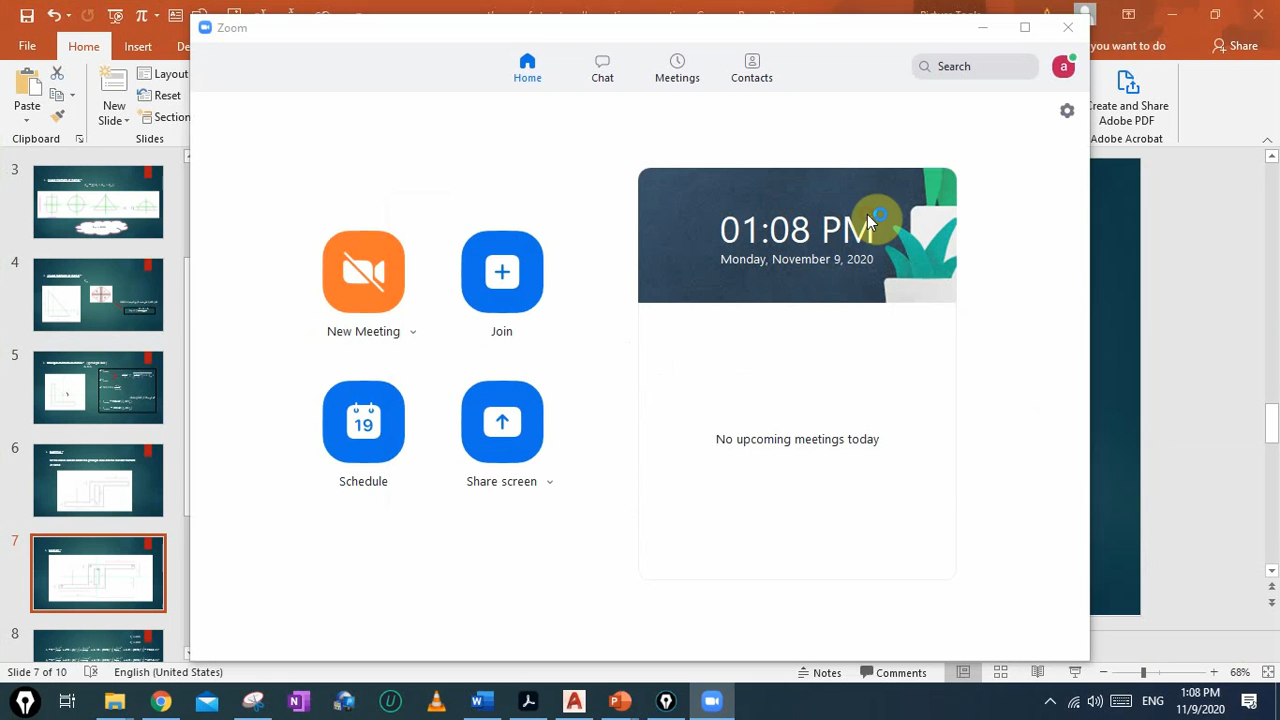 Zoom
File
Home
Insert
you want to do
Share
Home
Chat
Meetings
Contacts
Search
a
Paste
New
Slide
Layout
Reset
Section
Clipboard
Slides
Create and Share
Adobe PDF
Adobe Acrobat
01:08 PM
Monday, November 9, 2020
New Meeting
Join
No upcoming meetings today
19
Schedule
Share screen
3
4
5
6
7
8
Slide 7 of 10
English (United States)
Notes
Comments
68%
ENG
1:08 PM
11/9/2020